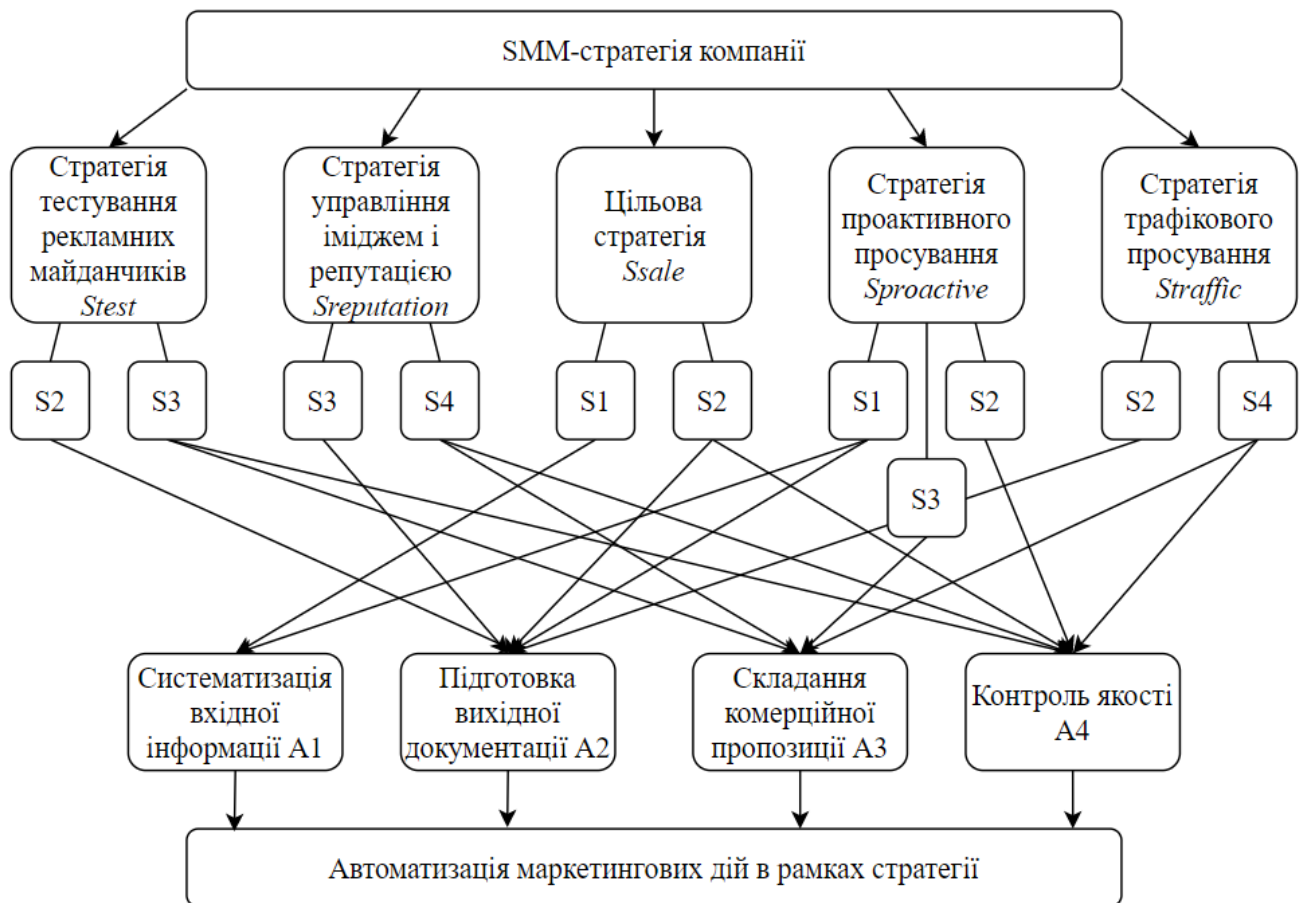 SMM-стратегія компанії
Стратегія
тестування
рекламних
майданчиків
Stest
Стратегія
управління
іміджем і
репутацією
Sreputation
Цільова
стратегія
Ssale
Стратегія
проактивного
просування
Sproactive
Стратегія
трафікового
просування
Straffic
S2
S3
S3
S4
S1
S2
S1
S2
S2
S4
S3
Систематизація
вхідної
інформації А1
Підготовка
вихідної
документації А2
Складання
комерційної
пропозиції А3
Контроль якості
А4
Автоматизація маркетингових дій в рамках стратегії